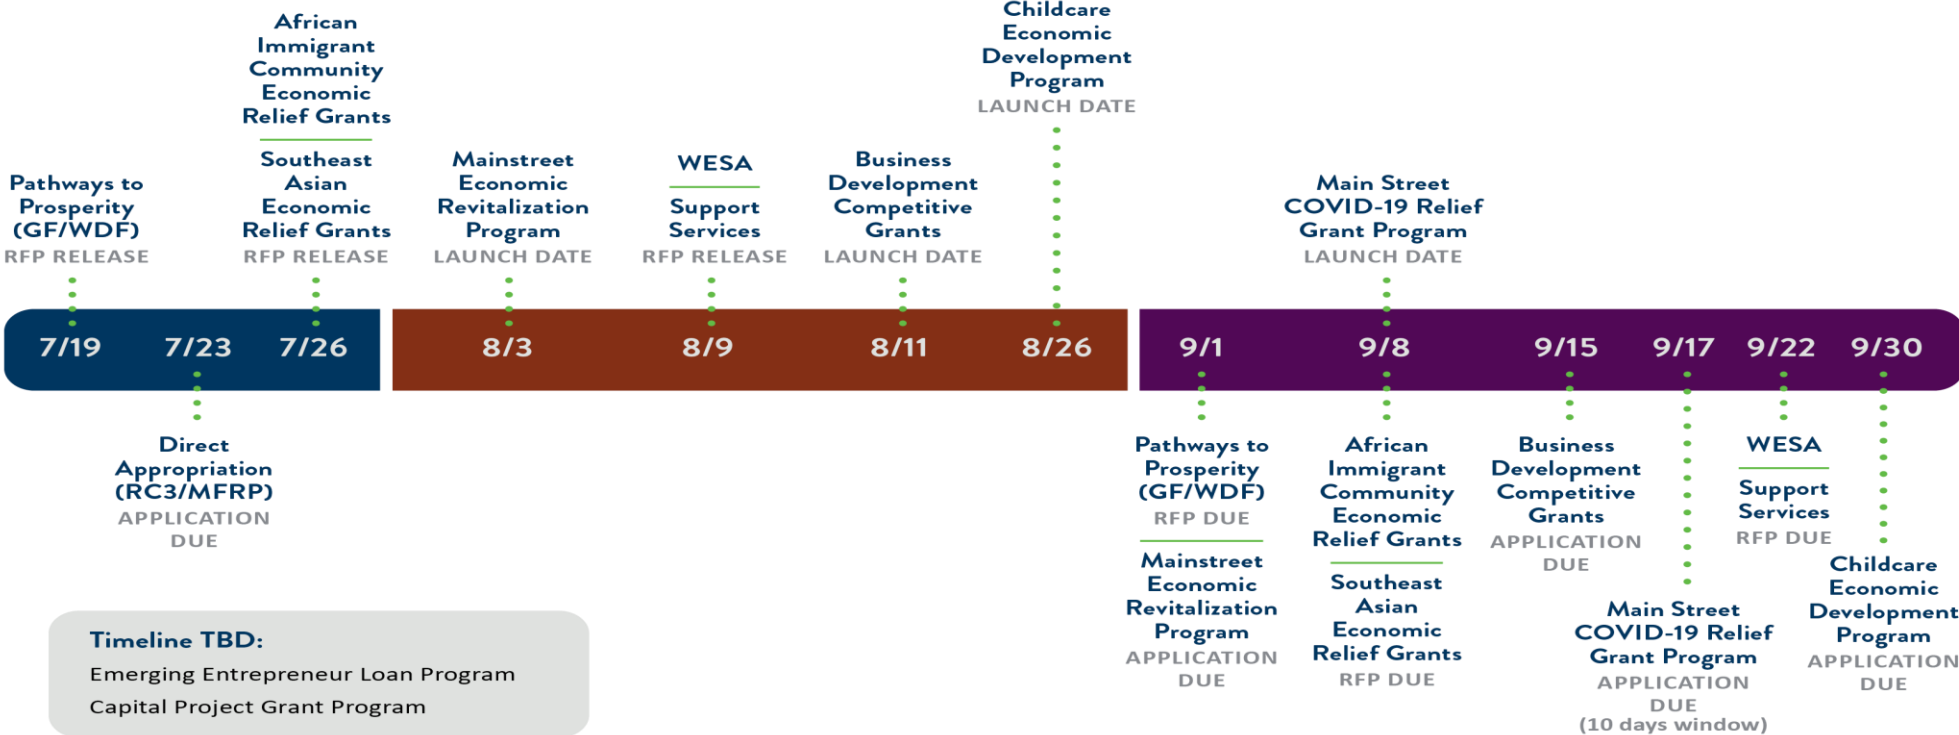 African
Immigrant
Community
Economic
Relief Grants
Southeast
Asian
Economic
Relief Grants
RFP RELEASE
Childcare
Economic
Development
Program
LAUNCH DATE
Pathways to
Prosperity
(GF/WDF)
RFP RELEASE
Mainstreet
Economic
Revitalization
Program
LAUNCH DATE
WESA
Support
Services
RFP RELEASE
Business
Development
Competitive
Grants
LAUNCH DATE
Main Street
COVID-19 Relief
Grant Program
LAUNCH DATE
7/19 7/23 7/26 8/3 8/9 8/11 8/26 9/1 9/8 9/15 9/17 9/22 9/30
Direct
Appropriation
(RC3/MFRP)
APPLICATION
DUE
Pathways to
Prosperity
(GF/WDF)
RFP DUE
Mainstreet
Economic
Revitalization
Program
APPLICATION
DUE
African
Immigrant
Community
Economic
Relief Grants
Southeast
Asian
Economic
Relief Grants
RFP DUE
Business
Development
Competitive
Grants
APPLICATION
DUE
Main Street
COVID-19 Relief
Grant Program
APPLICATION
DUE
(10 days window)
WESA
Support
Services
RFP DUE
Childcare
Economic
Development
Program
APPLICATION
DUE
Timeline TBD:
Emerging Entrepreneur Loan Program
Capital Project Grant Program